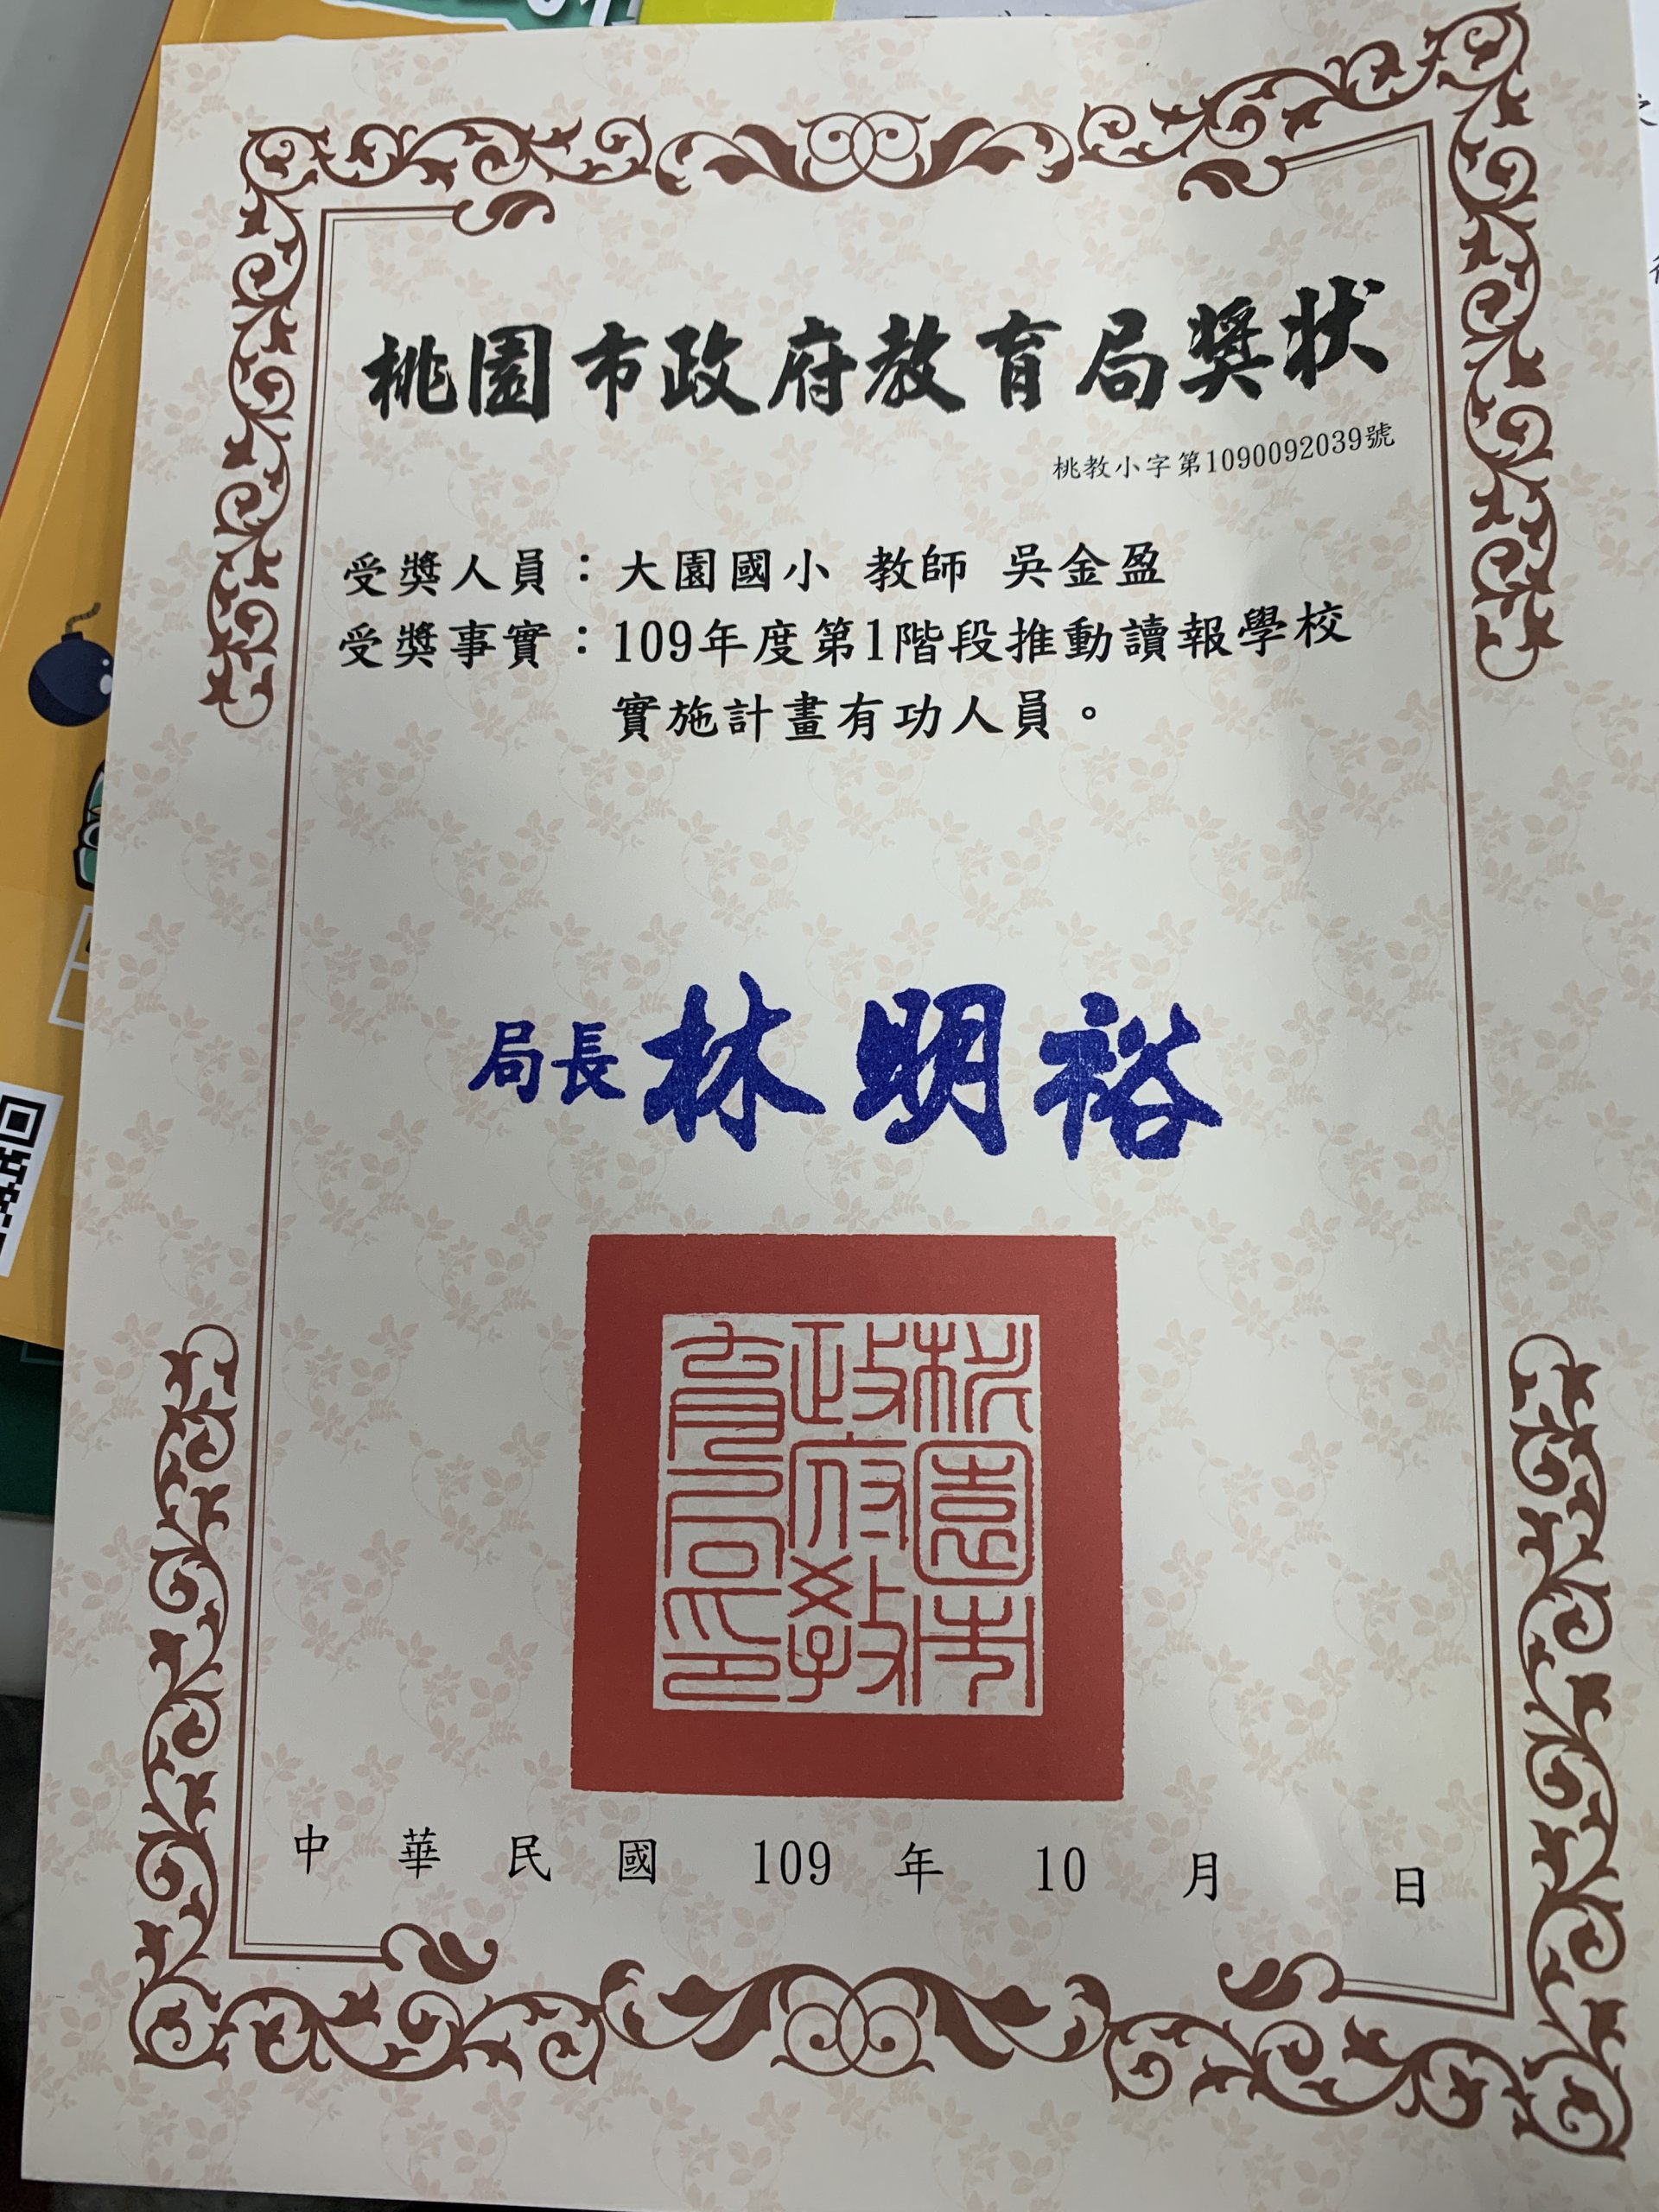 桃園市政府教育局獎狀
桃教小字第1090092039號
受獎人員：大園國小 教師 吳金盈
受獎事實：109年度第1階段推動讀報學校
實施計畫有功人員。
局長林明裕
桃園市
政府教
育局印
中華民國 109 年 10 月 日